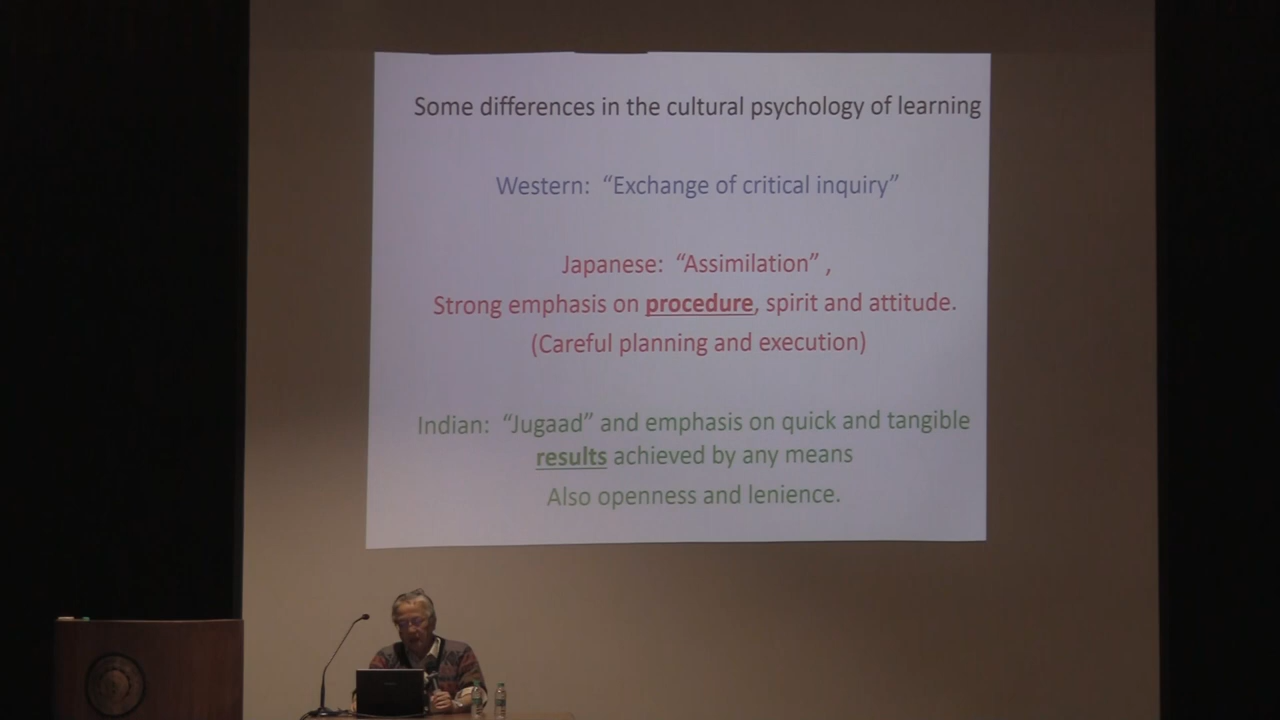 Some differences in the cultural psychology of learning
Western: “Exchange of critical inquiry”
Japanese: “Assimilation” ,
Strong emphasis on procedure, spirit and attitude.
(Careful planning and execution)
Indian: “Jugaad” and emphasis on quick and tangible
results achieved by any means
Also openness and lenience.